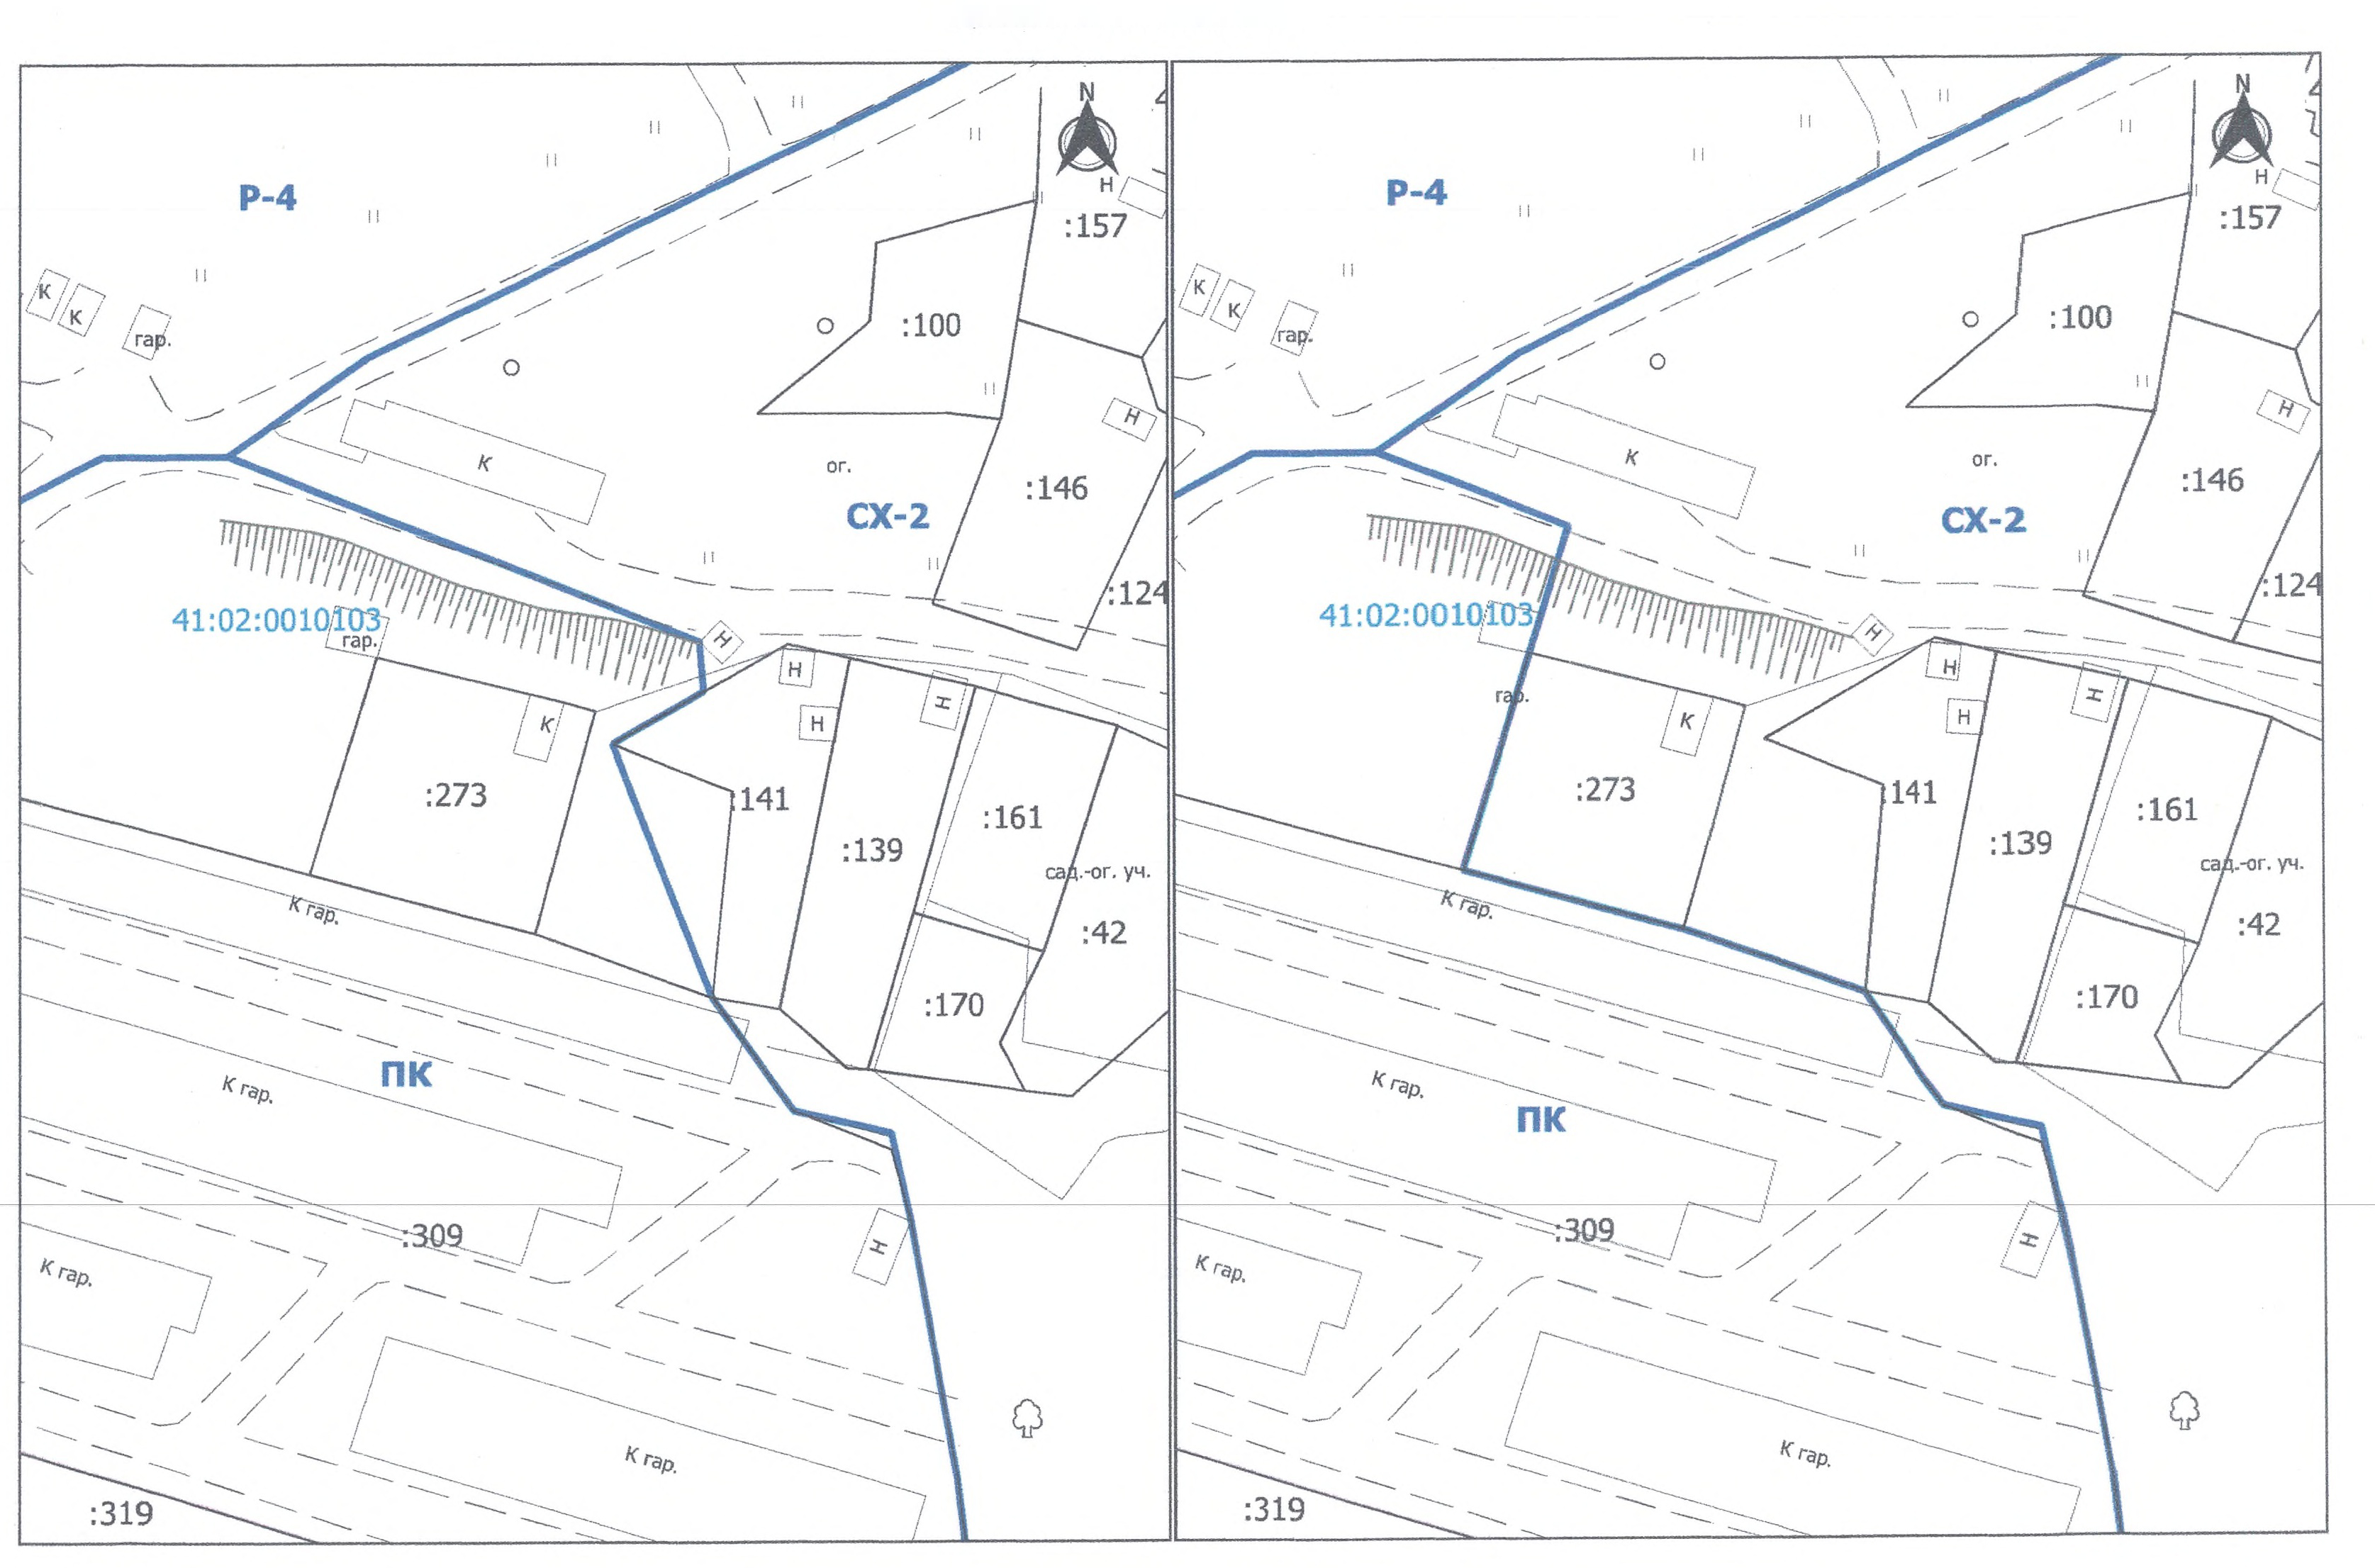 N
Р-4
Н
:157
К
К
гар.
:100
Н
К
ог.
СХ-2
:146
:124
41:02:0010103
гар.
Н
Н
Н
Н
К
:273
:141
:139
:161
сад.-ог. уч.
:42
К гар.
:170
ПК
К гар.
:309
Н
К гар.
К гар.
:319
N
Р-4
Н
:157
К
К
гар.
:100
Н
К
ог.
СХ-2
:146
:124
41:02:0010103
Н
Н
Н
Н
гар.
К
:273
:141
:139
:161
сад.-ог. уч.
:42
К гар.
:170
ПК
К гар.
:309
Н
К гар.
К гар.
:319